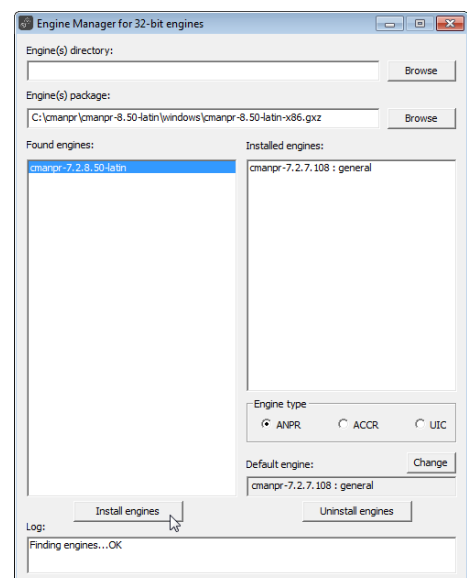 Engine Manager for 32-bit engines
Engine(s) directory:
Browse
Engine(s) package:
C:\cmanpr\cmanpr-8.50-latin\windows\cmanpr-8.50-latin-x86.gxz
Browse
Found engines:
Installed engines:
cmanpr-7.2.8.50-latin
cmanpr-7.2.7.108 : general
Engine type
ANPR ACCR UIC
Default engine:
Change
cmanpr-7.2.7.108 : general
Install engines
Uninstall engines
Log:
Finding engines...OK